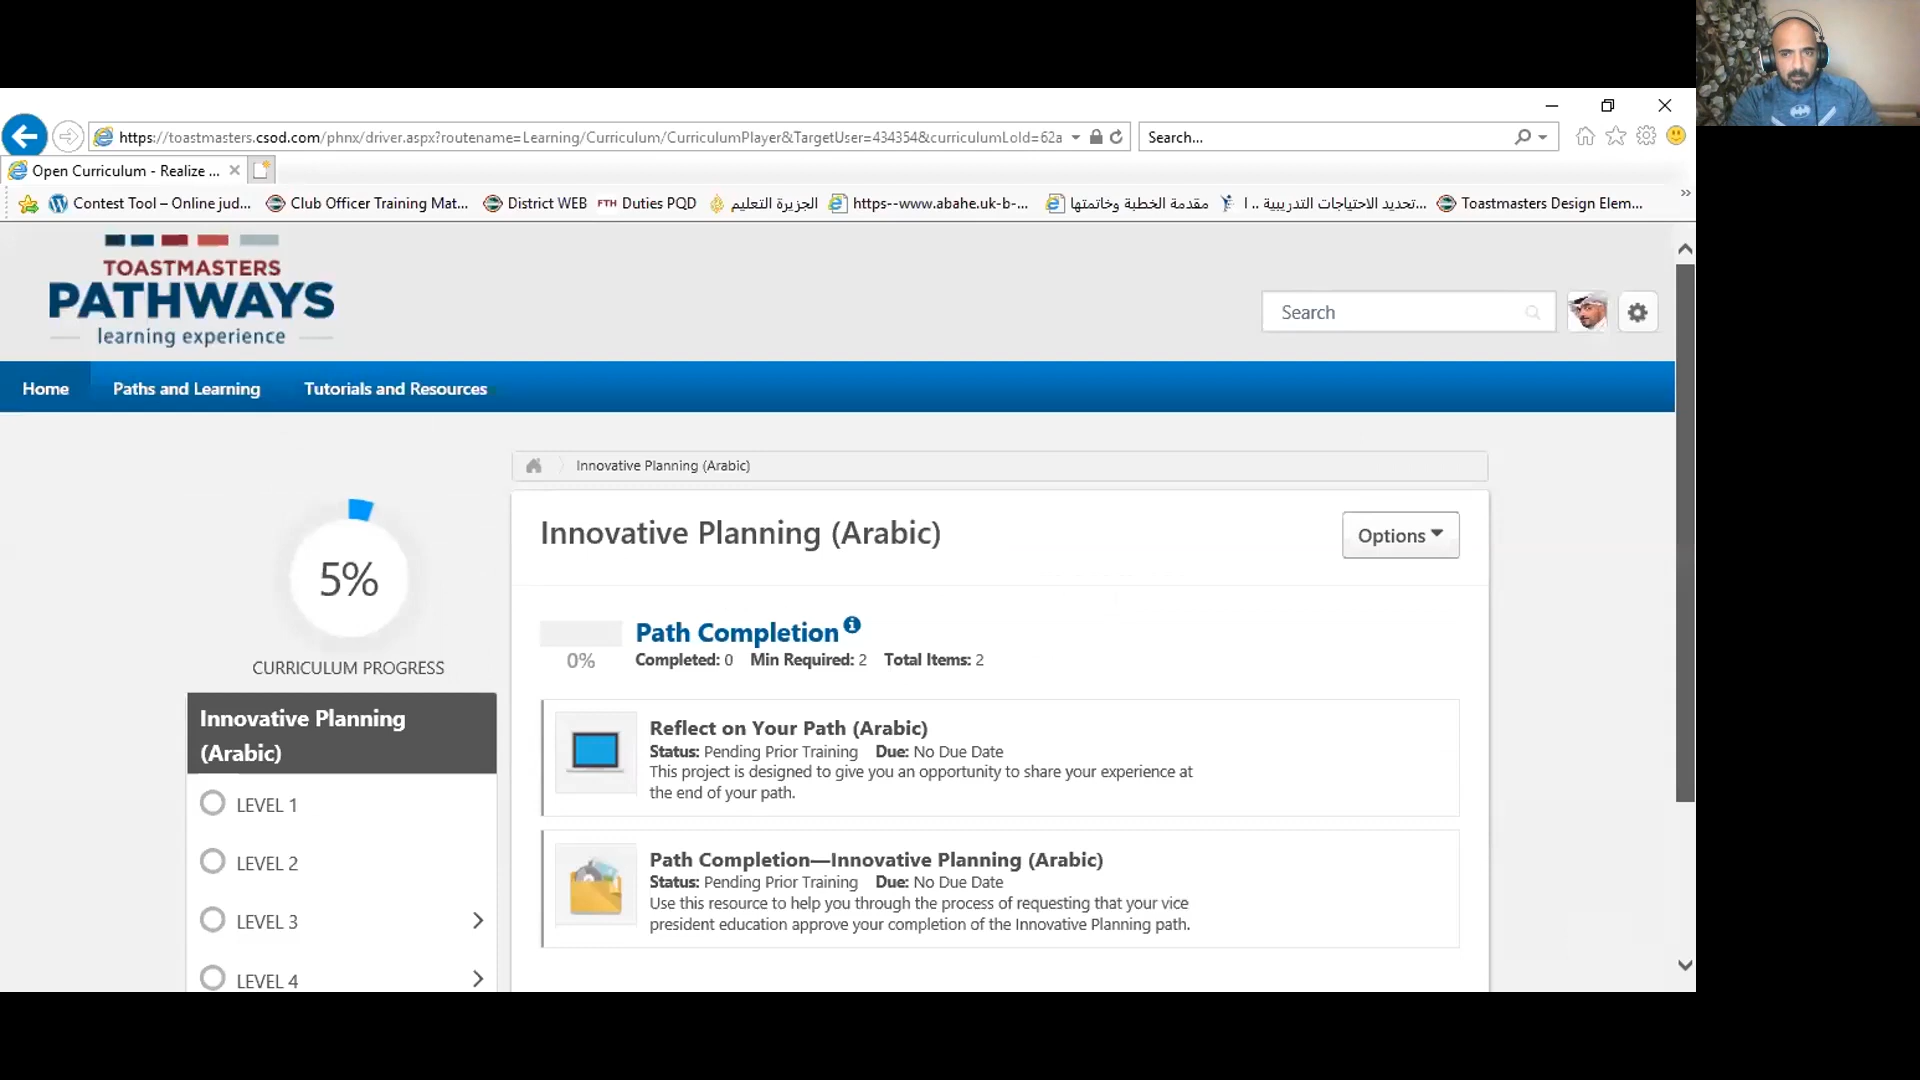 https://toastmasters.csod.com/phnx/driver.aspx?routename=Learning/Curriculum/CurriculumPlayer&TargetUser=434354&curriculumLoId=62a
Search...
Open Curriculum - Realize ...
Contest Tool – Online jud...
Club Officer Training Mat...
District WEB
FTH Duties PQD
الجزيرة التعليم
https--www.abahe.uk-b-...
مقدمة الخطبة وخاتمتها
تحديد الاحتياجات التدريبية .. ا...
Toastmasters Design Elem...
TOASTMASTERS
PATHWAYS
learning experience
Search
Home
Paths and Learning
Tutorials and Resources
Innovative Planning (Arabic)
Innovative Planning (Arabic)
Options
5%
CURRICULUM PROGRESS
Path Completion
0%
Completed: 0 Min Required: 2 Total Items: 2
Innovative Planning
(Arabic)
LEVEL 1
LEVEL 2
LEVEL 3
LEVEL 4
Reflect on Your Path (Arabic)
Status: Pending Prior Training Due: No Due Date
This project is designed to give you an opportunity to share your experience at
the end of your path.
Path Completion—Innovative Planning (Arabic)
Status: Pending Prior Training Due: No Due Date
Use this resource to help you through the process of requesting that your vice
president education approve your completion of the Innovative Planning path.